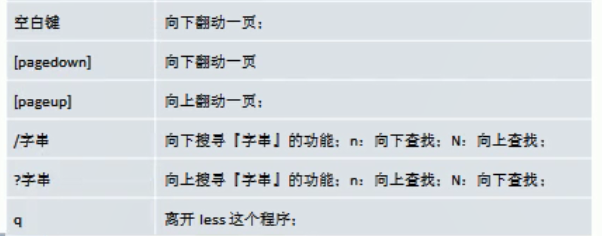 空白键 向下翻动一页;
[pagedown] 向下翻动一页
[pageup] 向上翻动一页;
/字串 向下搜寻『字串』的功能;n:向下查找;N:向上查找;
?字串 向上搜寻『字串』的功能;n:向上查找;N:向下查找;
q 离开 less 这个程序;